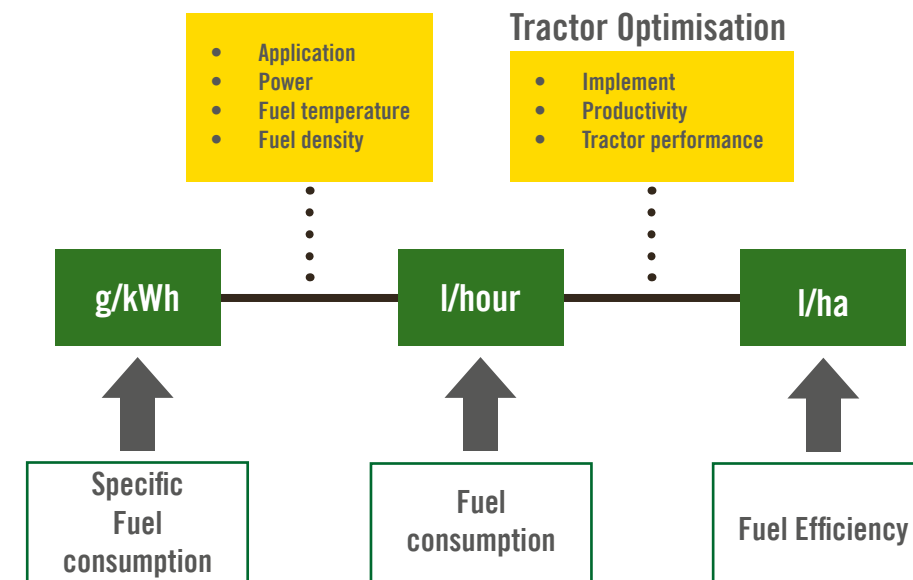 Tractor Optimisation
• Application
• Power
• Fuel temperature
• Fuel density
• Implement
• Productivity
• Tractor performance
g/kWh
l/hour
l/ha
Specific
Fuel
consumption
Fuel
consumption
Fuel Efficiency